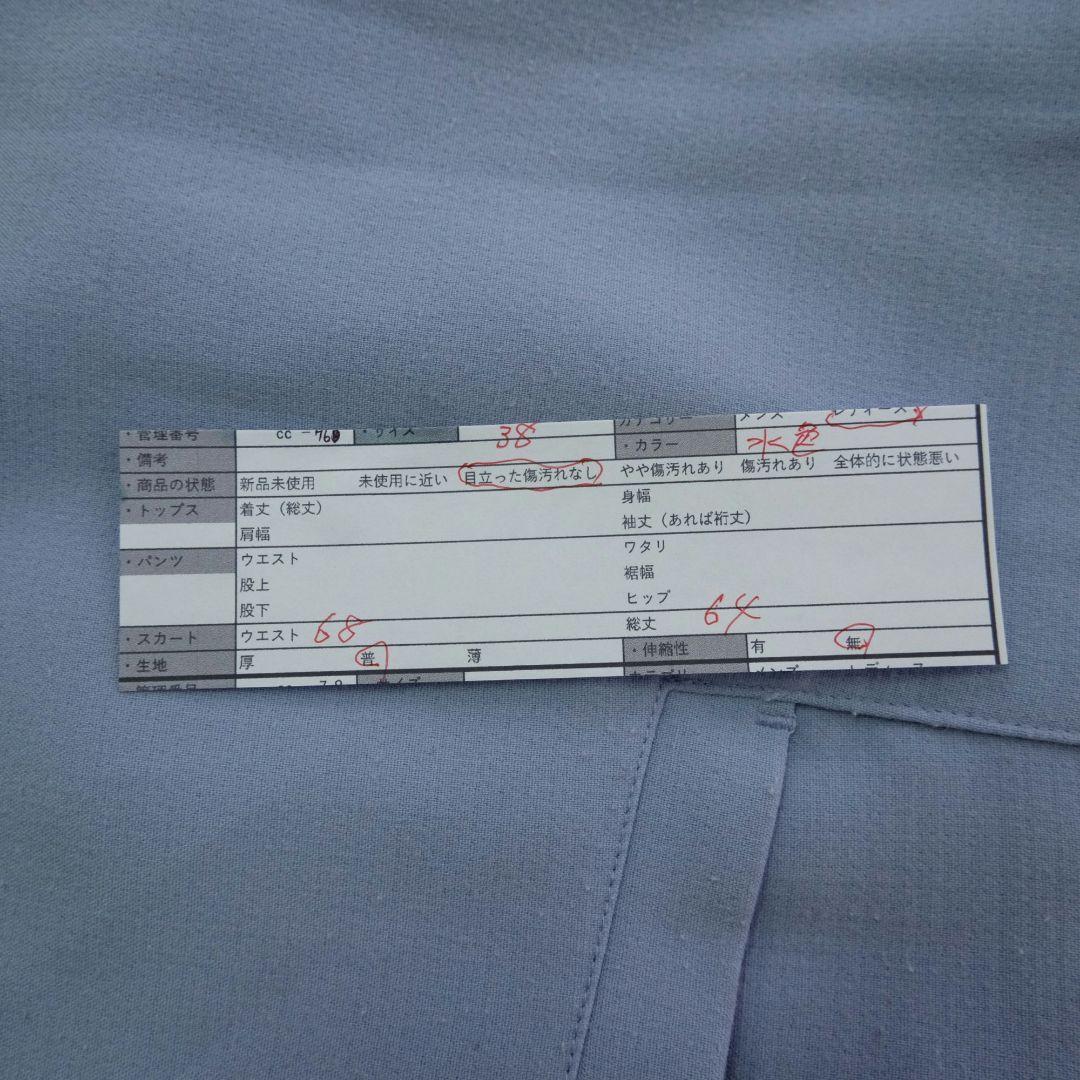 ・管理番号 cc -760 ・サイズ 38 カテゴリー メンズ レディース
・備考 ・カラー 水色
・商品の状態 新品未使用 未使用に近い 目立った傷汚れなし やや傷汚れあり 傷汚れあり 全体的に状態悪い
・トップス 着丈（総丈） 身幅
肩幅 袖丈（あれば裄丈）
・パンツ ウエスト ワタリ
股上 裾幅
股下 ヒップ
・スカート ウエスト 68 総丈 64
・生地 厚 普 薄 ・伸縮性 有 無